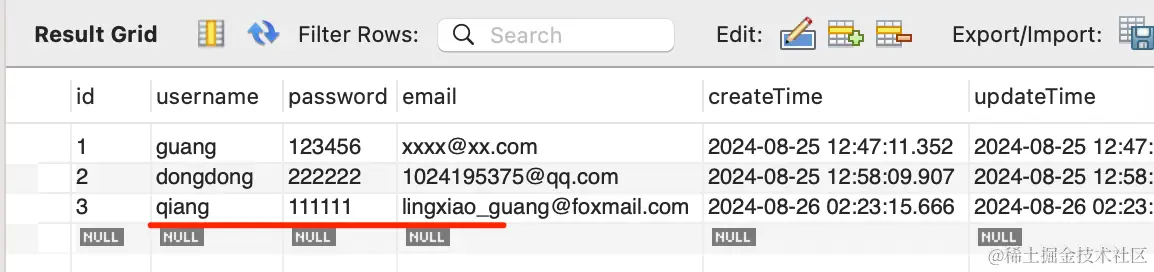 Result Grid Filter Rows: Search Edit: Export/Import:
id username password email createTime updateTime
1 guang 123456 xxxx@xx.com 2024-08-25 12:47:11.352 2024-08-25 12:47:
2 dongdong 222222 1024195375@qq.com 2024-08-25 12:58:09.907 2024-08-25 12:58:
3 qiang 111111 lingxiao_guang@foxmail.com 2024-08-26 02:23:15.666 2024-08-26 02:23:
NULL NULL NULL NULL NULL NULL
@稀土掘金技术社区